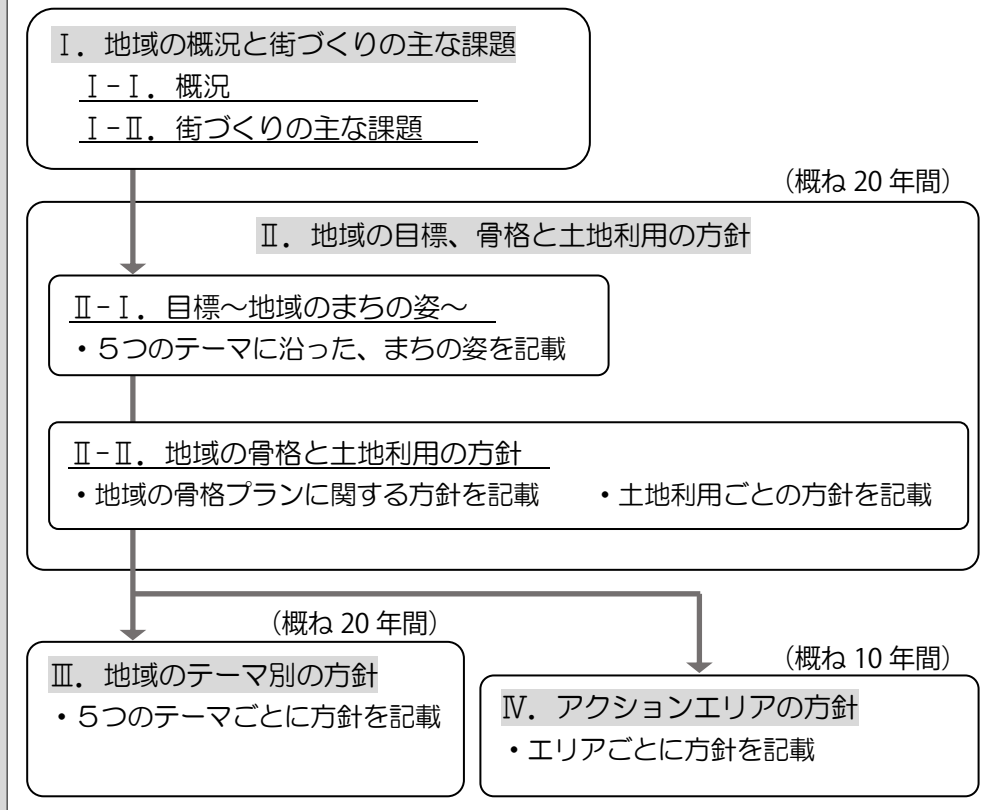 Ⅰ．地域の概況と街づくりの主な課題
Ⅰ-Ⅰ．概況
Ⅰ-Ⅱ．街づくりの主な課題
（概ね 20 年間）
Ⅱ．地域の目標、骨格と土地利用の方針
Ⅱ-Ⅰ．目標～地域のまちの姿～
・５つのテーマに沿った、まちの姿を記載
Ⅱ-Ⅱ．地域の骨格と土地利用の方針
・地域の骨格プランに関する方針を記載　・土地利用ごとの方針を記載
（概ね 20 年間）
Ⅲ．地域のテーマ別の方針
・５つのテーマごとに方針を記載
（概ね 10 年間）
Ⅳ．アクションエリアの方針
・エリアごとに方針を記載